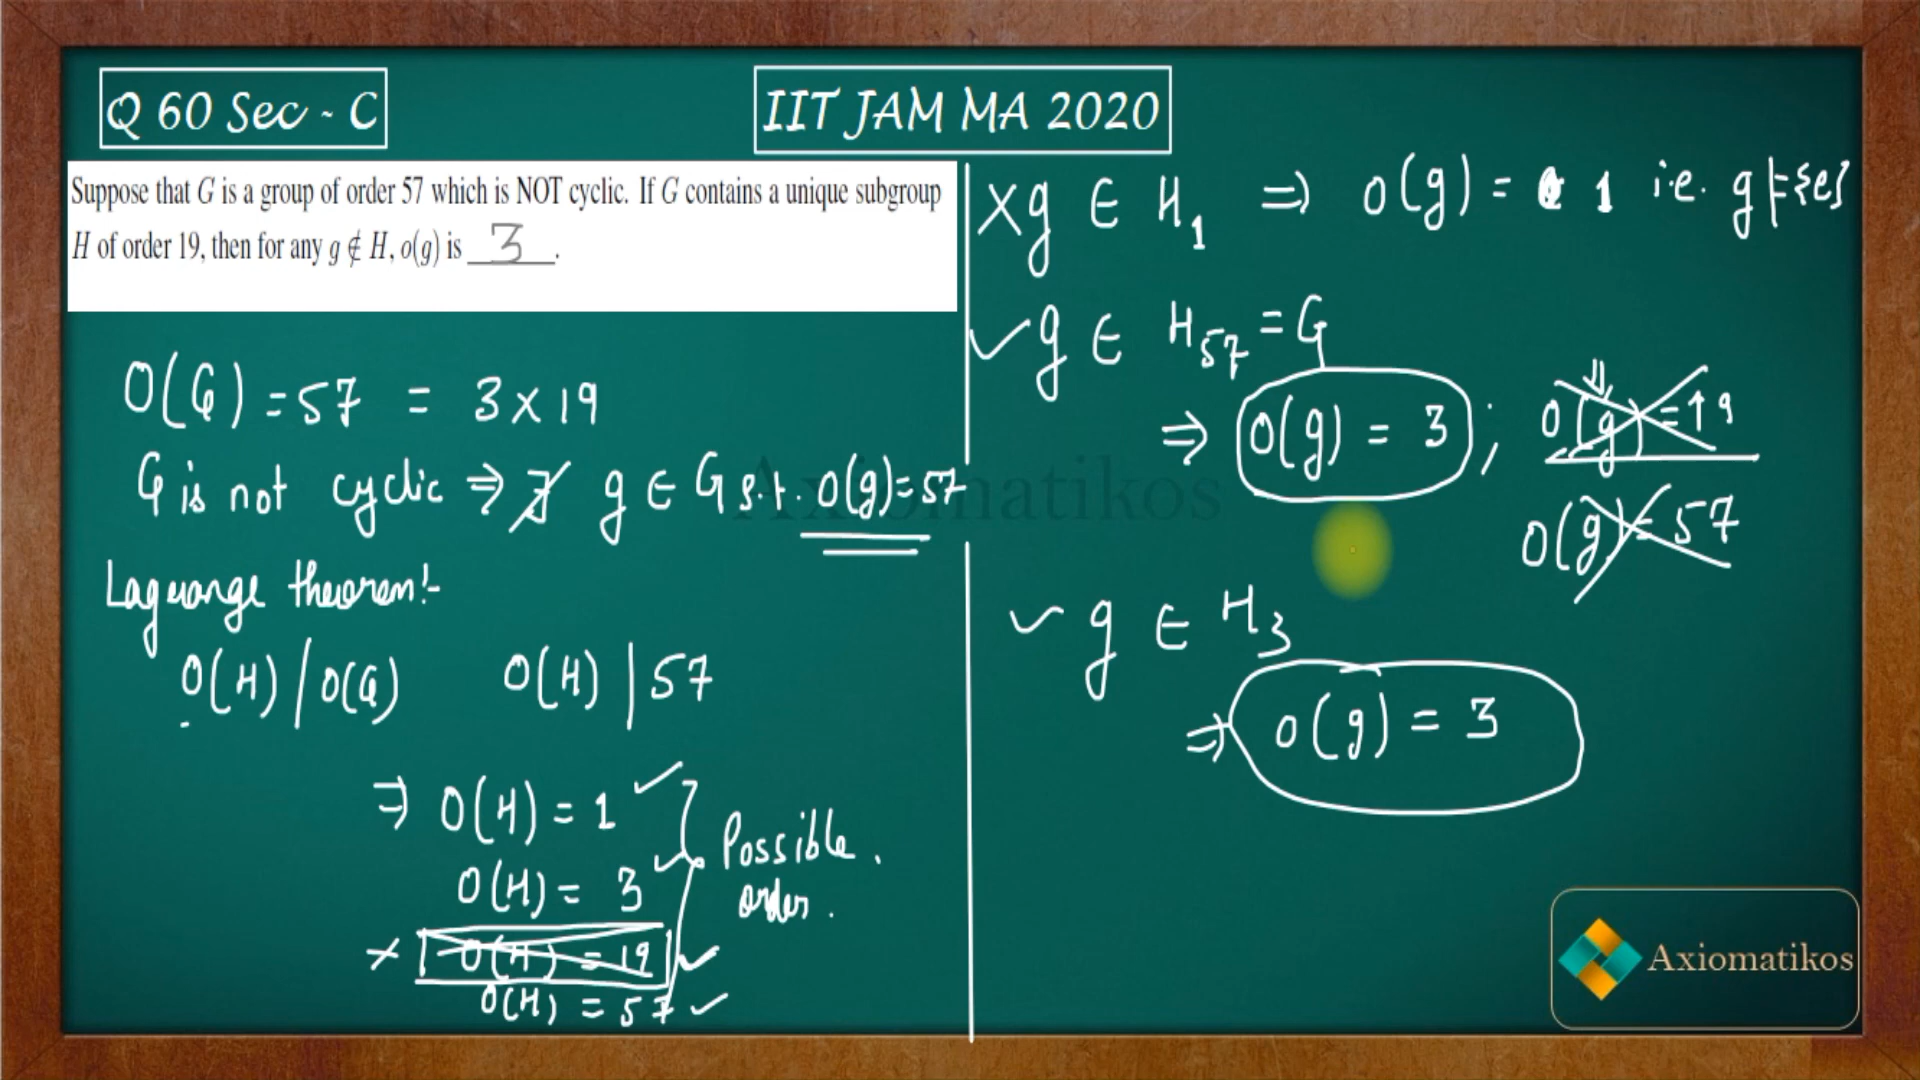 Q 60 Sec - C
IIT JAM MA 2020
Suppose that G is a group of order 57 which is NOT cyclic. If G contains a unique subgroup
H of order 19, then for any g ∉ H, o(g) is 3.
O(G) = 57 = 3 × 19
G is not cyclic ⇒ ∄ g ∈ G s.t. O(g) = 57
Lagrange theorem:-
O(H) / O(G) O(H) | 57
⇒ O(H) = 1 ✓
O(H) = 3 ✓
× O(H) = 19 ✓
O(H) = 57 ✓
Possible
order.
× g ∈ H₁ ⇒ O(g) = 1 i.e. g = {e}
✓ g ∈ H₅₇ = G
⇒ O(g) = 3 ; O(g) = 19
O(g) = 57
✓ g ∈ H₃
⇒ O(g) = 3
Axiomatikos
Axiomatikos